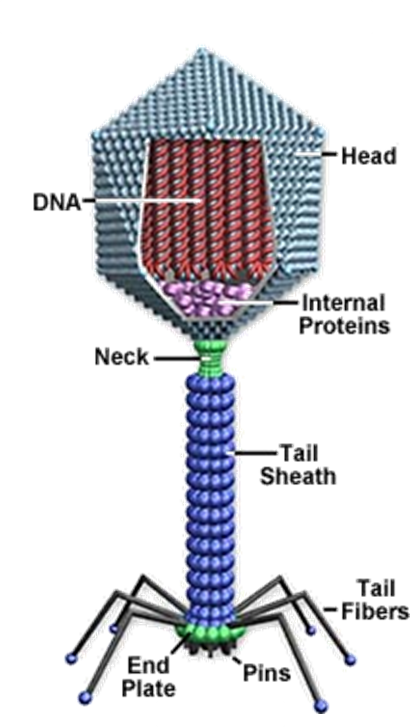 Head
DNA
Internal
Proteins
Neck
Tail
Sheath
Tail
Fibers
End
Plate
Pins